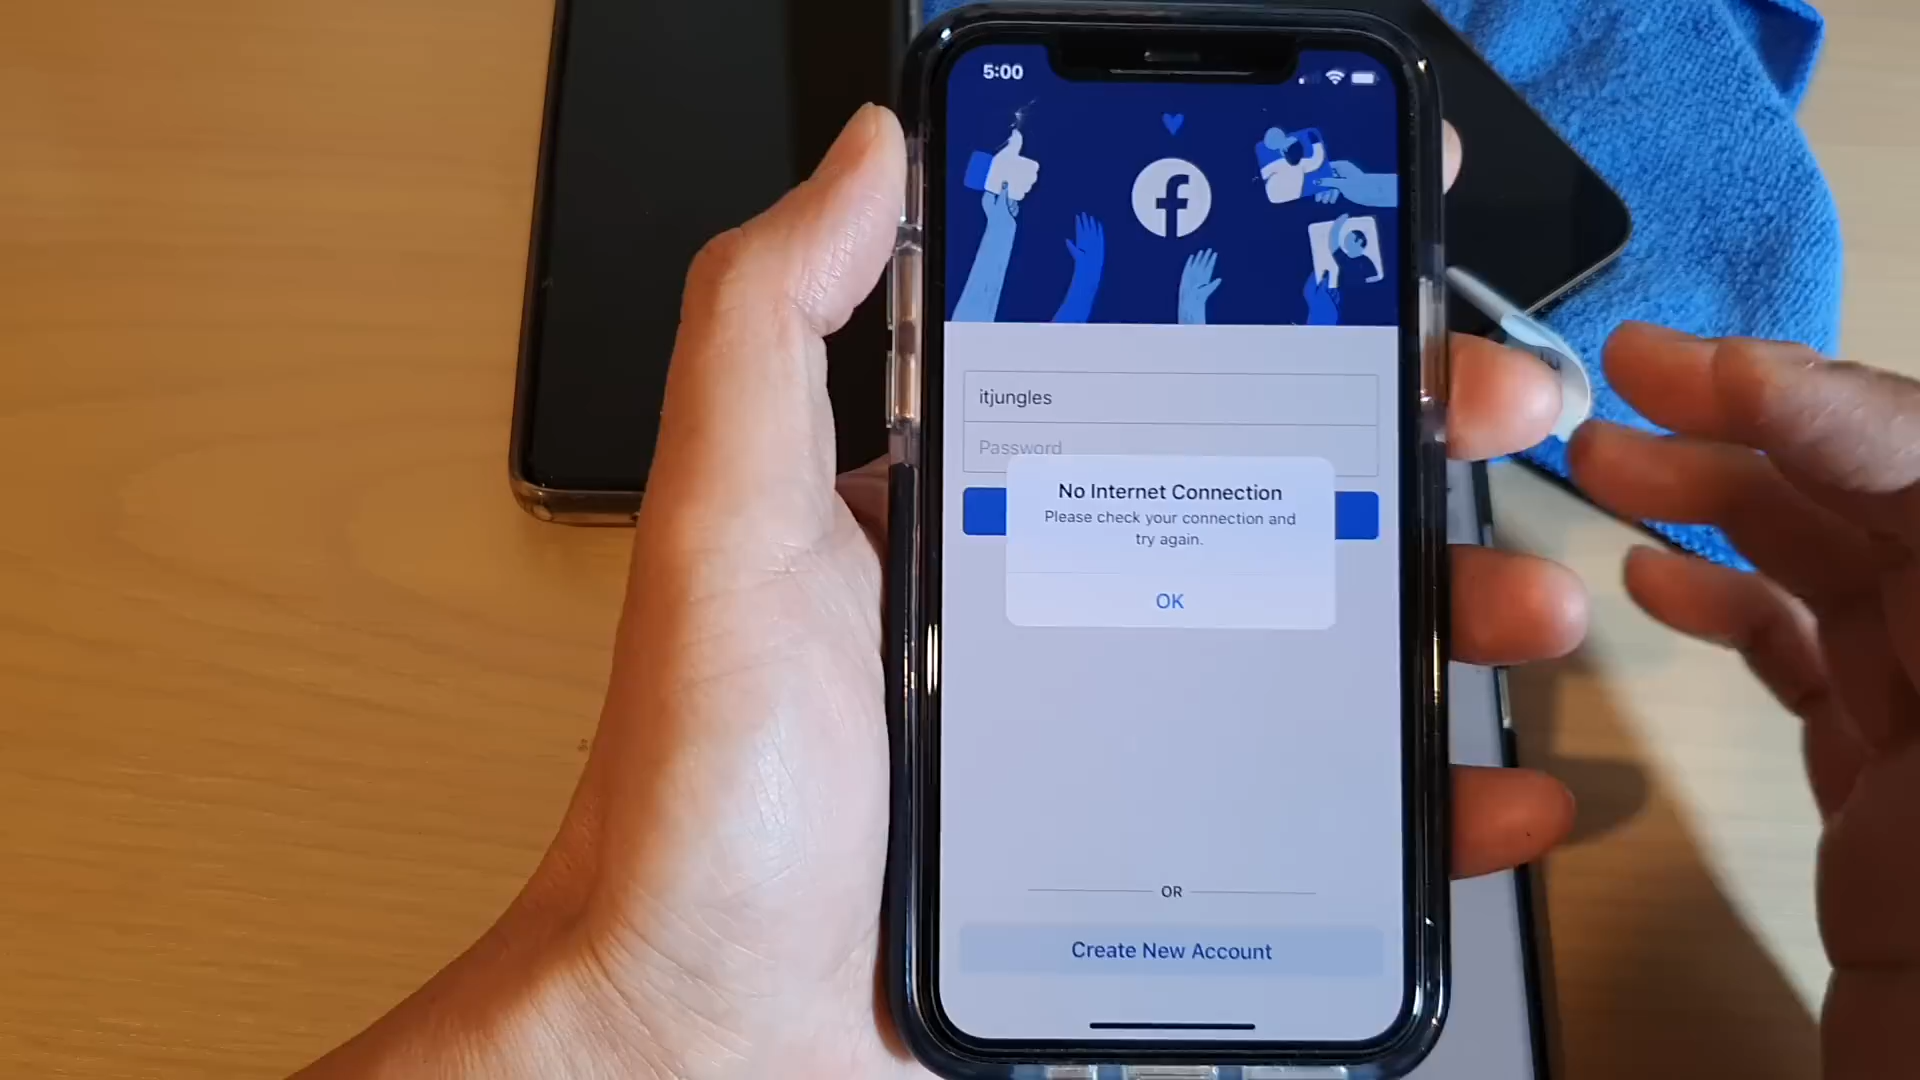 5:00
itjungles
Password
No Internet Connection
Please check your connection and
try again.
OK
OR
Create New Account